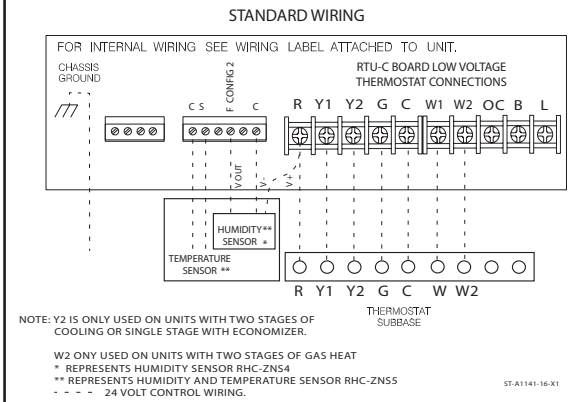 STANDARD WIRING
FOR INTERNAL WIRING SEE WIRING LABEL ATTACHED TO UNIT.
CHASSIS
GROUND
RTU-C BOARD LOW VOLTAGE
THERMOSTAT CONNECTIONS
C S
F CONFIG 2
C
R Y1 Y2 G C W1 W2 OC B L
V OUT
V -
V +
HUMIDITY**
SENSOR *
TEMPERATURE
SENSOR **
R Y1 Y2 G C W W2
THERMOSTAT
SUBBASE
NOTE: Y2 IS ONLY USED ON UNITS WITH TWO STAGES OF
COOLING OR SINGLE STAGE WITH ECONOMIZER.
W2 ONY USED ON UNITS WITH TWO STAGES OF GAS HEAT
* REPRESENTS HUMIDITY SENSOR RHC-ZNS4
** REPRESENTS HUMIDITY AND TEMPERATURE SENSOR RHC-ZNS5
- - - - 24 VOLT CONTROL WIRING.
ST-A1141-16-X1